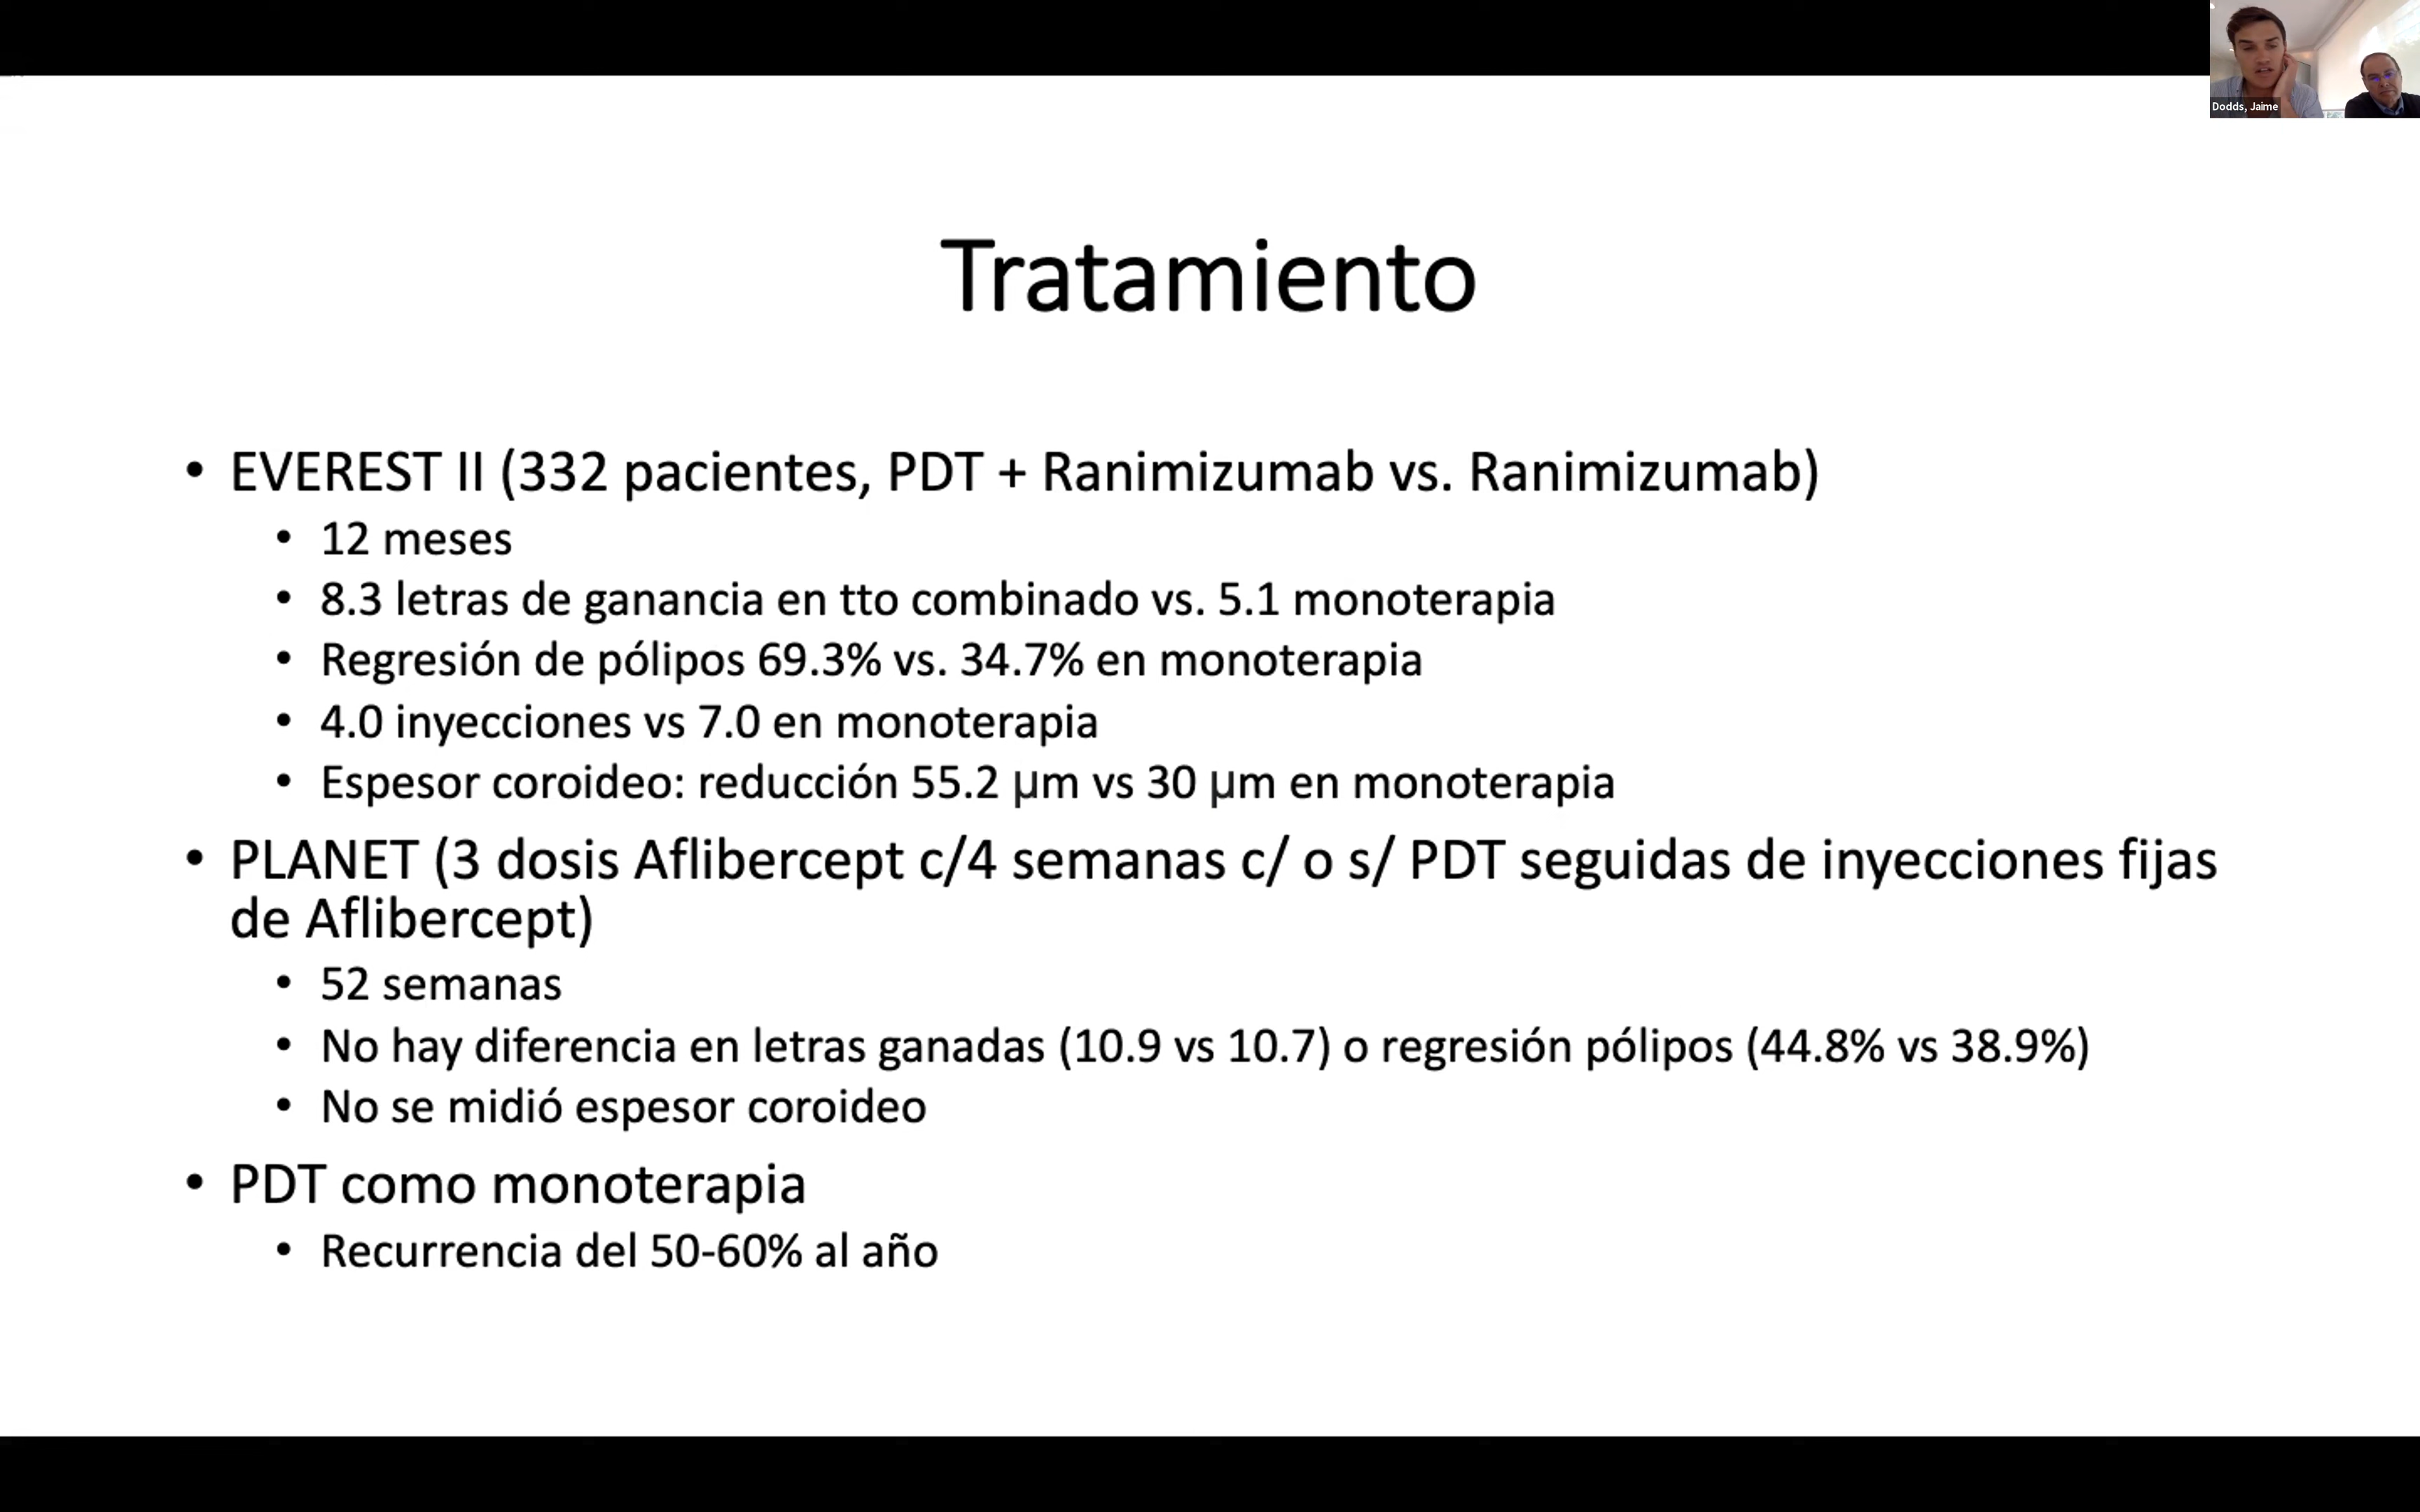 Dodds, Jaime
Tratamiento
• EVEREST II (332 pacientes, PDT + Ranimizumab vs. Ranimizumab)
• 12 meses
• 8.3 letras de ganancia en tto combinado vs. 5.1 monoterapia
• Regresión de pólipos 69.3% vs. 34.7% en monoterapia
• 4.0 inyecciones vs 7.0 en monoterapia
• Espesor coroideo: reducción 55.2 μm vs 30 μm en monoterapia
• PLANET (3 dosis Aflibercept c/4 semanas c/ o s/ PDT seguidas de inyecciones fijas
de Aflibercept)
• 52 semanas
• No hay diferencia en letras ganadas (10.9 vs 10.7) o regresión pólipos (44.8% vs 38.9%)
• No se midió espesor coroideo
• PDT como monoterapia
• Recurrencia del 50-60% al año